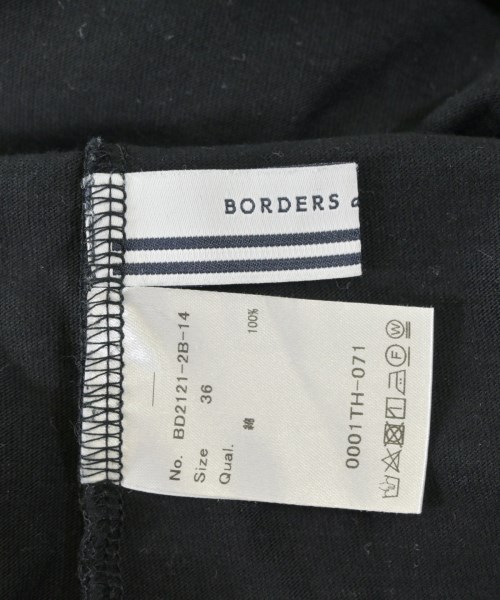 BORDERS
No. BD2121-2B-14
Size 36
Qual. 綿 100%
0001TH-071